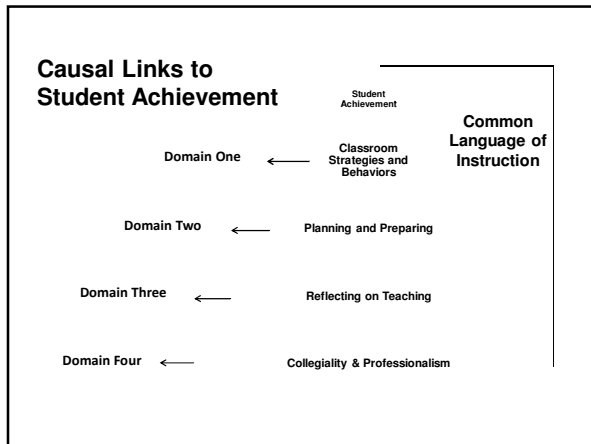 Causal Links to
Student Achievement
Student
Achievement
Common
Language of
Instruction
Domain One
Classroom
Strategies and
Behaviors
Domain Two
Planning and Preparing
Domain Three
Reflecting on Teaching
Domain Four
Collegiality & Professionalism